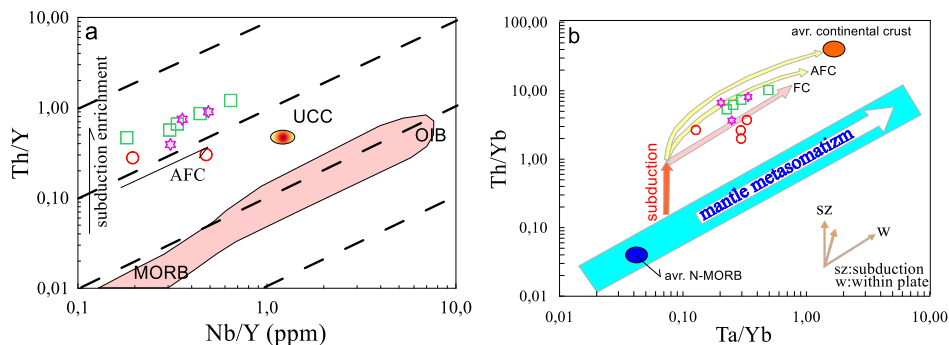 a
10,00
1,00
0,10
0,01
Th/Y
subduction enrichment
AFC
UCC
OIB
MORB
0,1
1,0
10,0
Nb/Y (ppm)
b
100,00
10,00
1,00
0,10
0,01
Th/Yb
avr. continental crust
AFC
FC
subduction
mantle metasomatizm
avr. N-MORB
sz
w
sz:subduction
w:within plate
0,01
0,10
1,00
10,00
Ta/Yb